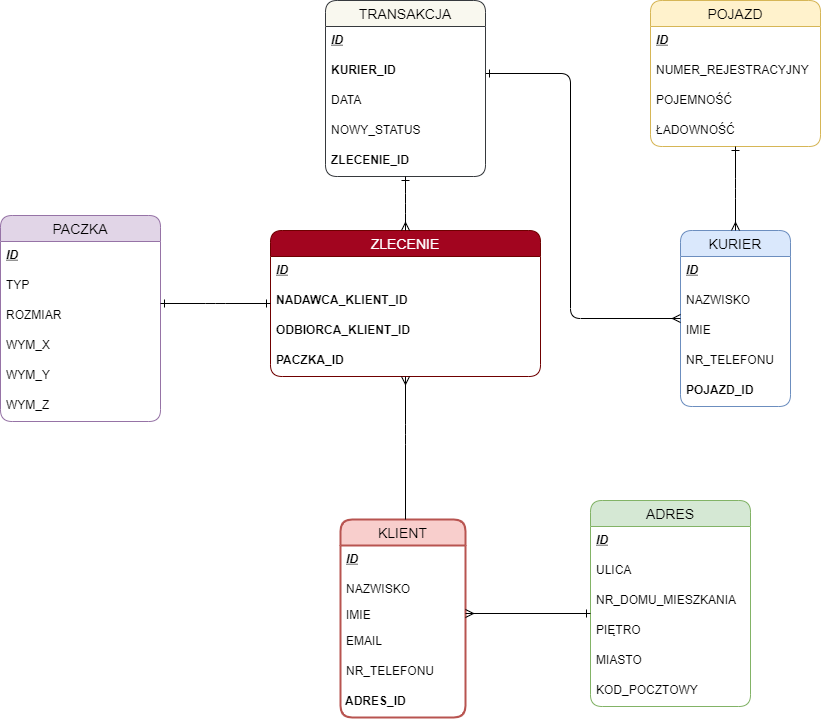 TRANSAKCJA
ID
KURIER_ID
DATA
NOWY_STATUS
ZLECENIE_ID
POJAZD
ID
NUMER_REJESTRACYJNY
POJEMNOŚĆ
ŁADOWNOŚĆ
PACZKA
ID
TYP
ROZMIAR
WYM_X
WYM_Y
WYM_Z
ZLECENIE
ID
NADAWCA_KLIENT_ID
ODBIORCA_KLIENT_ID
PACZKA_ID
KURIER
ID
NAZWISKO
IMIE
NR_TELEFONU
POJAZD_ID
KLIENT
ID
NAZWISKO
IMIE
EMAIL
NR_TELEFONU
ADRES_ID
ADRES
ID
ULICA
NR_DOMU_MIESZKANIA
PIĘTRO
MIASTO
KOD_POCZTOWY